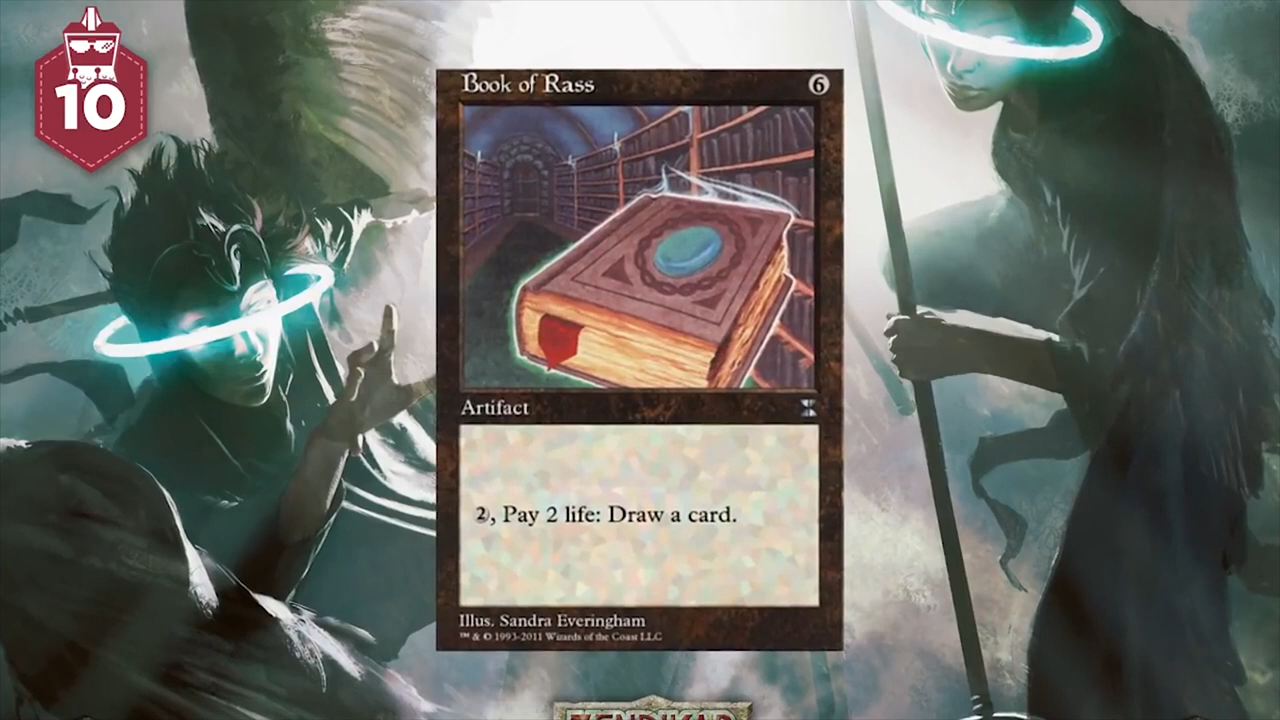 10
Book of Rass
6
Artifact
2, Pay 2 life: Draw a card.
Illus. Sandra Everingham
™ & © 1993-2011 Wizards of the Coast LLC
ZENDIKAR